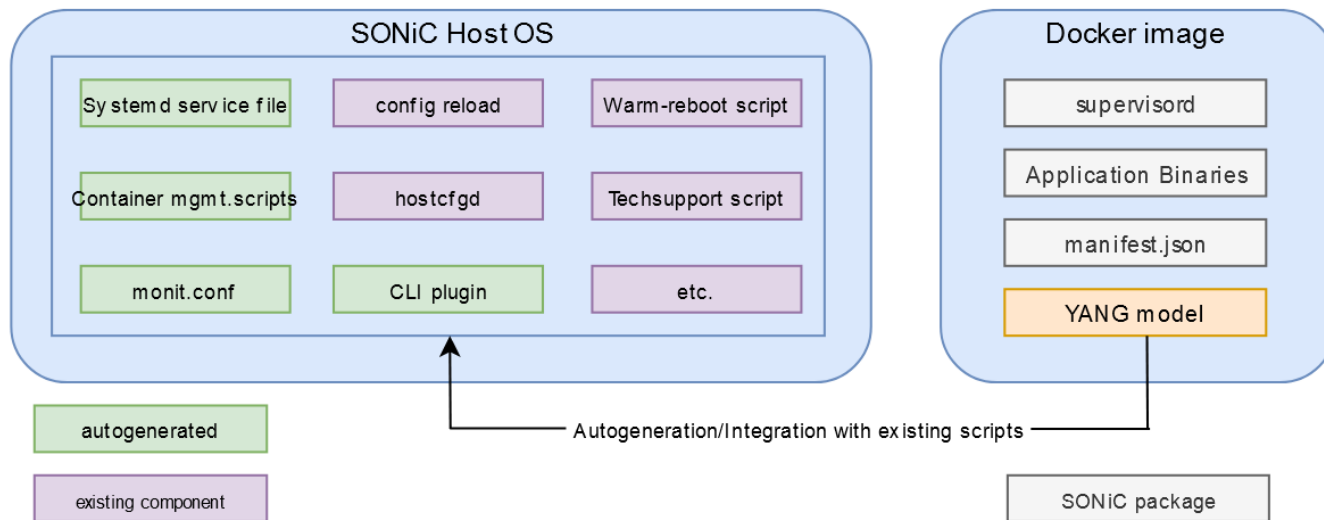 SONiC Host OS
Docker image
Systemd service file
config reload
Warm-reboot script
supervisord
Container mgmt.scripts
hostcfgd
Techsupport script
Application Binaries
manifest.json
monit.conf
CLI plugin
etc.
YANG model
autogenerated
Autogeneration/Integration with existing scripts
existing component
SONiC package